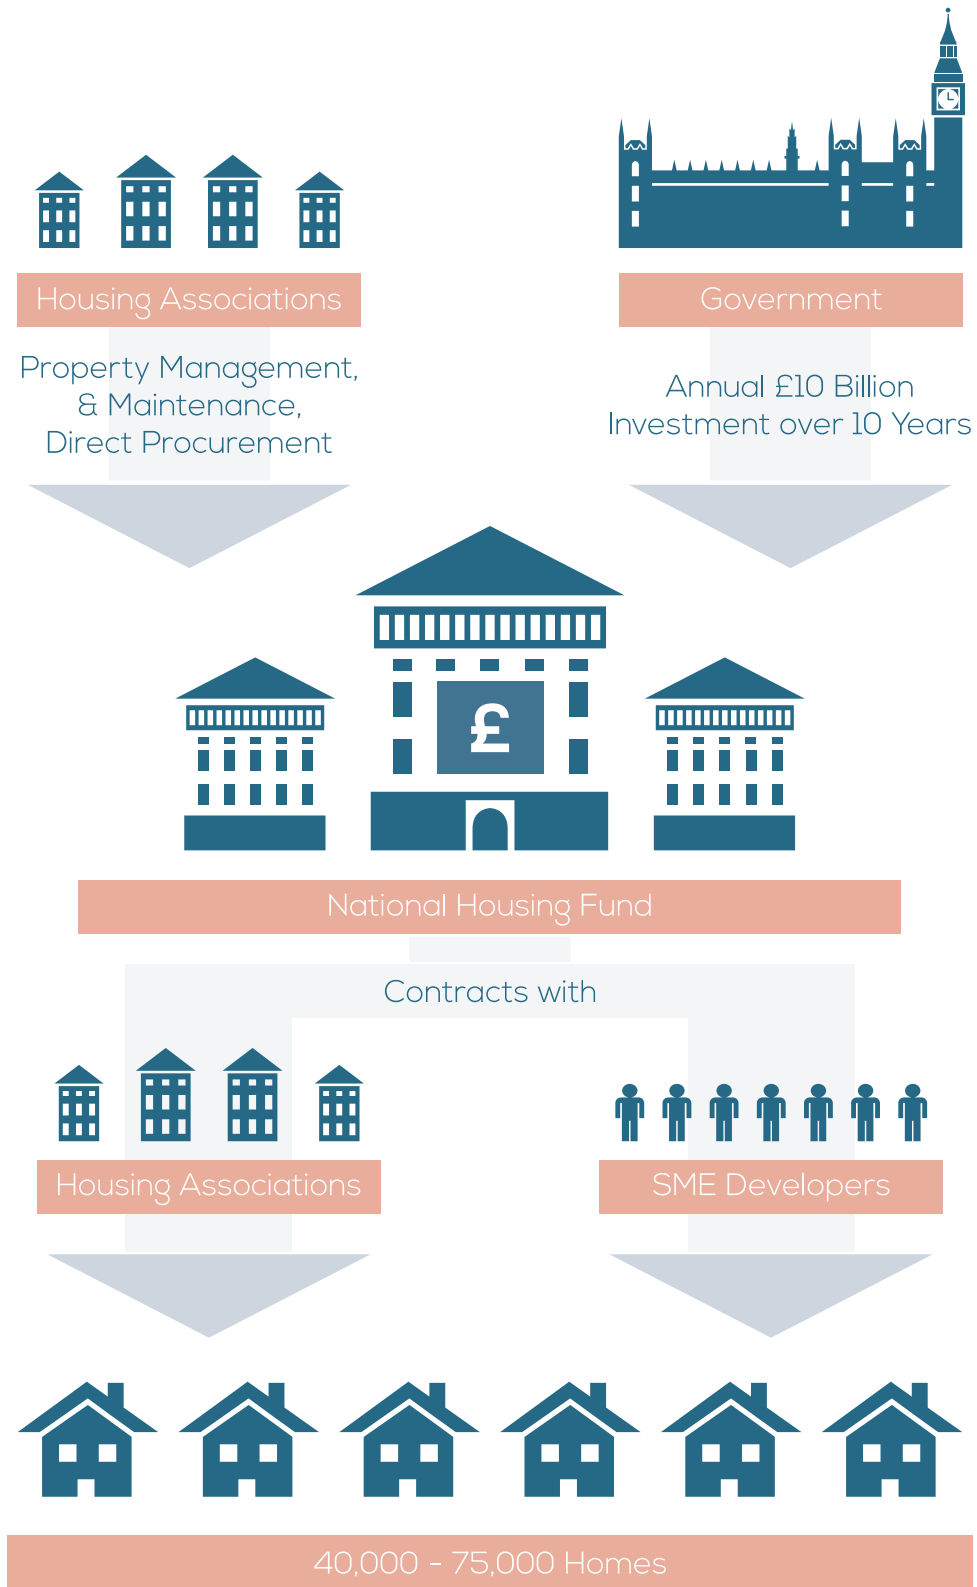 Housing Associations
Government
Property Management,
& Maintenance,
Direct Procurement
Annual £10 Billion
Investment over 10 Years
£
National Housing Fund
Contracts with
Housing Associations
SME Developers
40,000 - 75,000 Homes